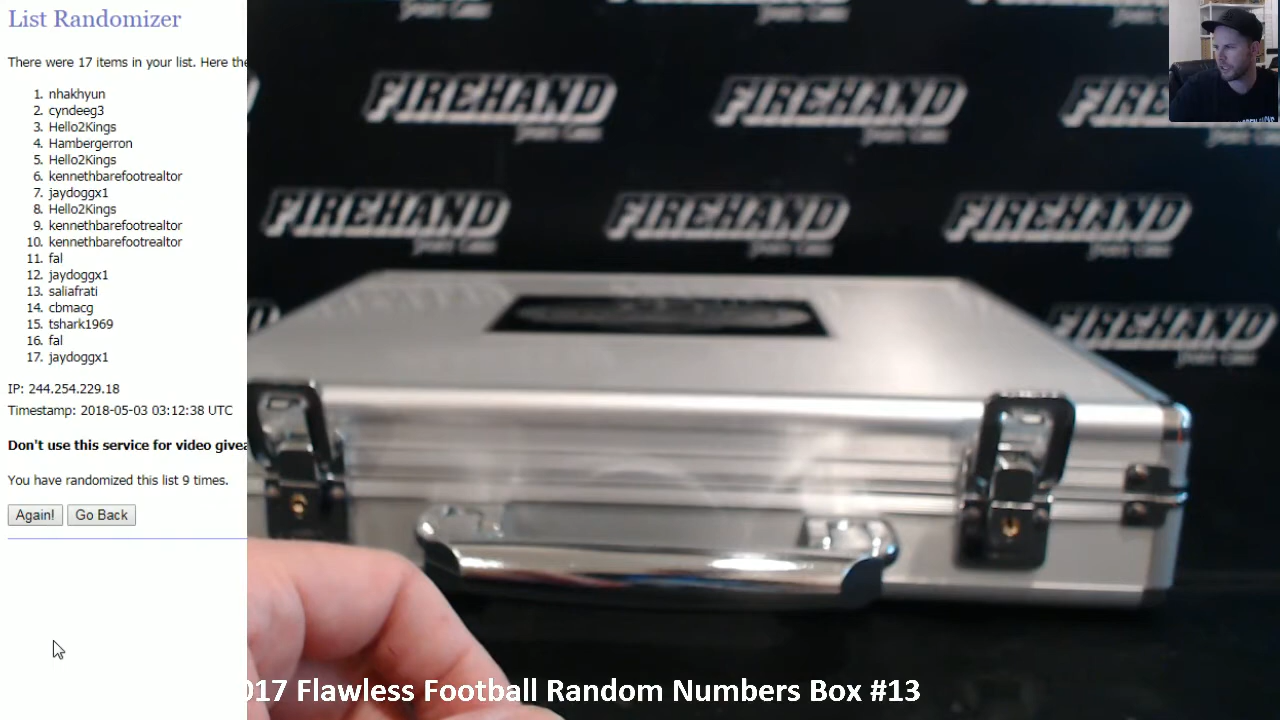 List Randomizer
There were 17 items in your list. Here the
1. nhakhyun
2. cyndeeg3
3. Hello2Kings
4. Hambergerron
5. Hello2Kings
6. kennethbarefootrealtor
7. jaydoggx1
8. Hello2Kings
9. kennethbarefootrealtor
10. kennethbarefootrealtor
11. fal
12. jaydoggx1
13. saliafrati
14. cbmacg
15. tshark1969
16. fal
17. jaydoggx1
IP: 244.254.229.18
Timestamp: 2018-05-03 03:12:38 UTC
Don't use this service for video givea
You have randomized this list 9 times.
Again! Go Back
FIREHAND FIREHAND FIREHAND
FIREHAND FIREHAND FIREHAND
FIREHAND
017 Flawless Football Random Numbers Box #13